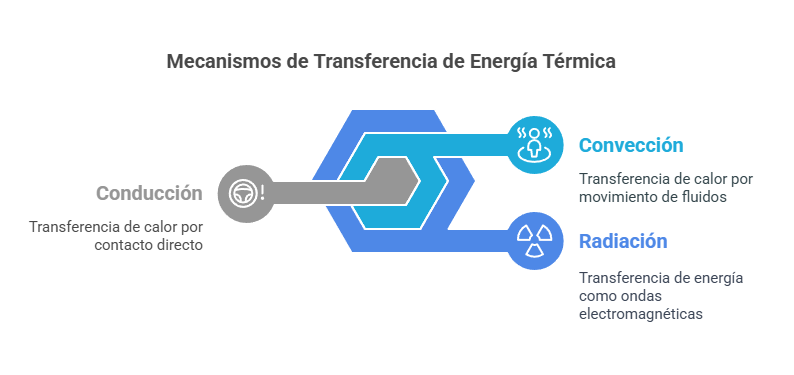 Mecanismos de Transferencia de Energía Térmica
Convección
Transferencia de calor por
movimiento de fluidos
Conducción
Transferencia de calor por
contacto directo
Radiación
Transferencia de energía
como ondas
electromagnéticas